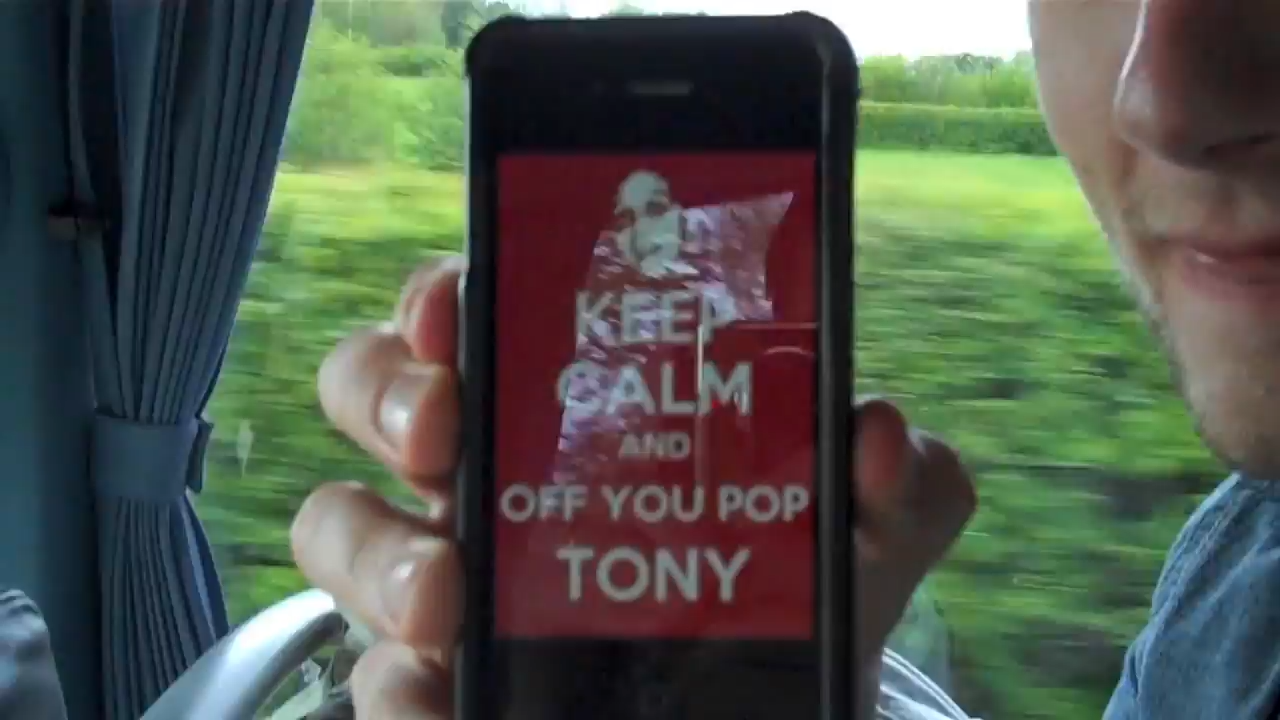 KEEP
CALM
AND
OFF YOU POP
TONY